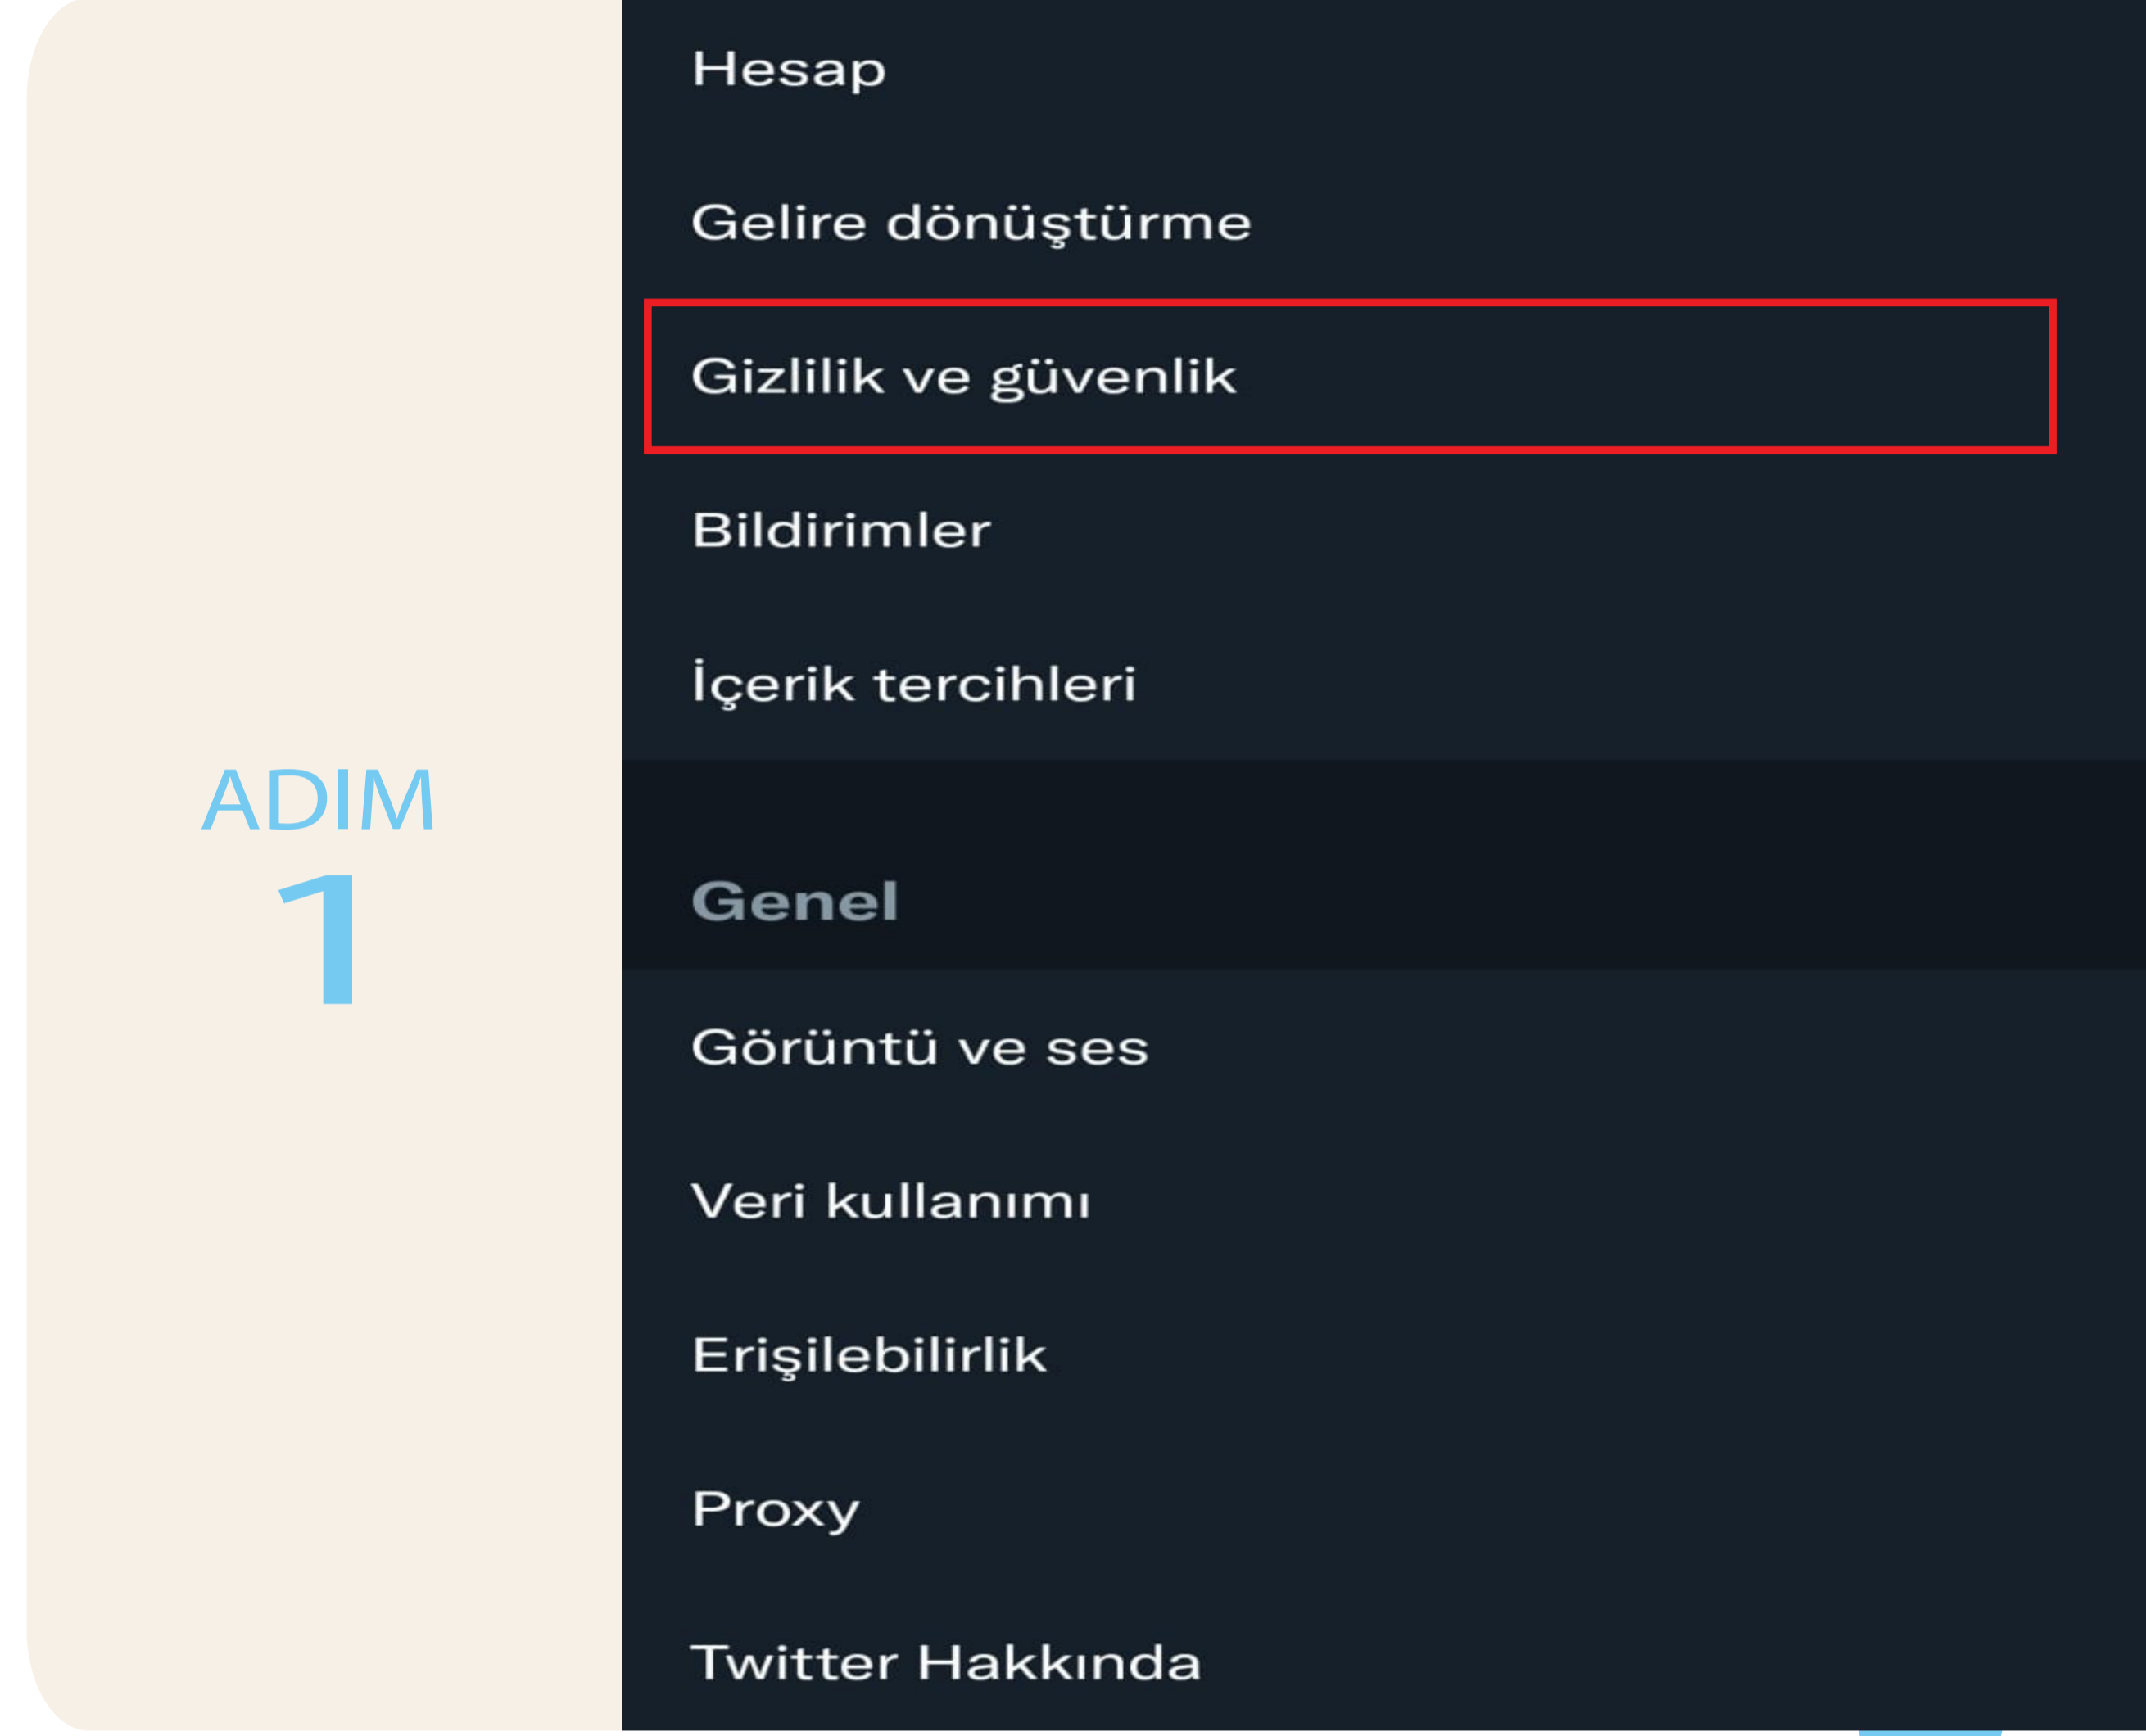 ADIM
1
Hesap
Gelire dönüştürme
Gizlilik ve güvenlik
Bildirimler
İçerik tercihleri
Genel
Görüntü ve ses
Veri kullanımı
Erişilebilirlik
Proxy
Twitter Hakkında